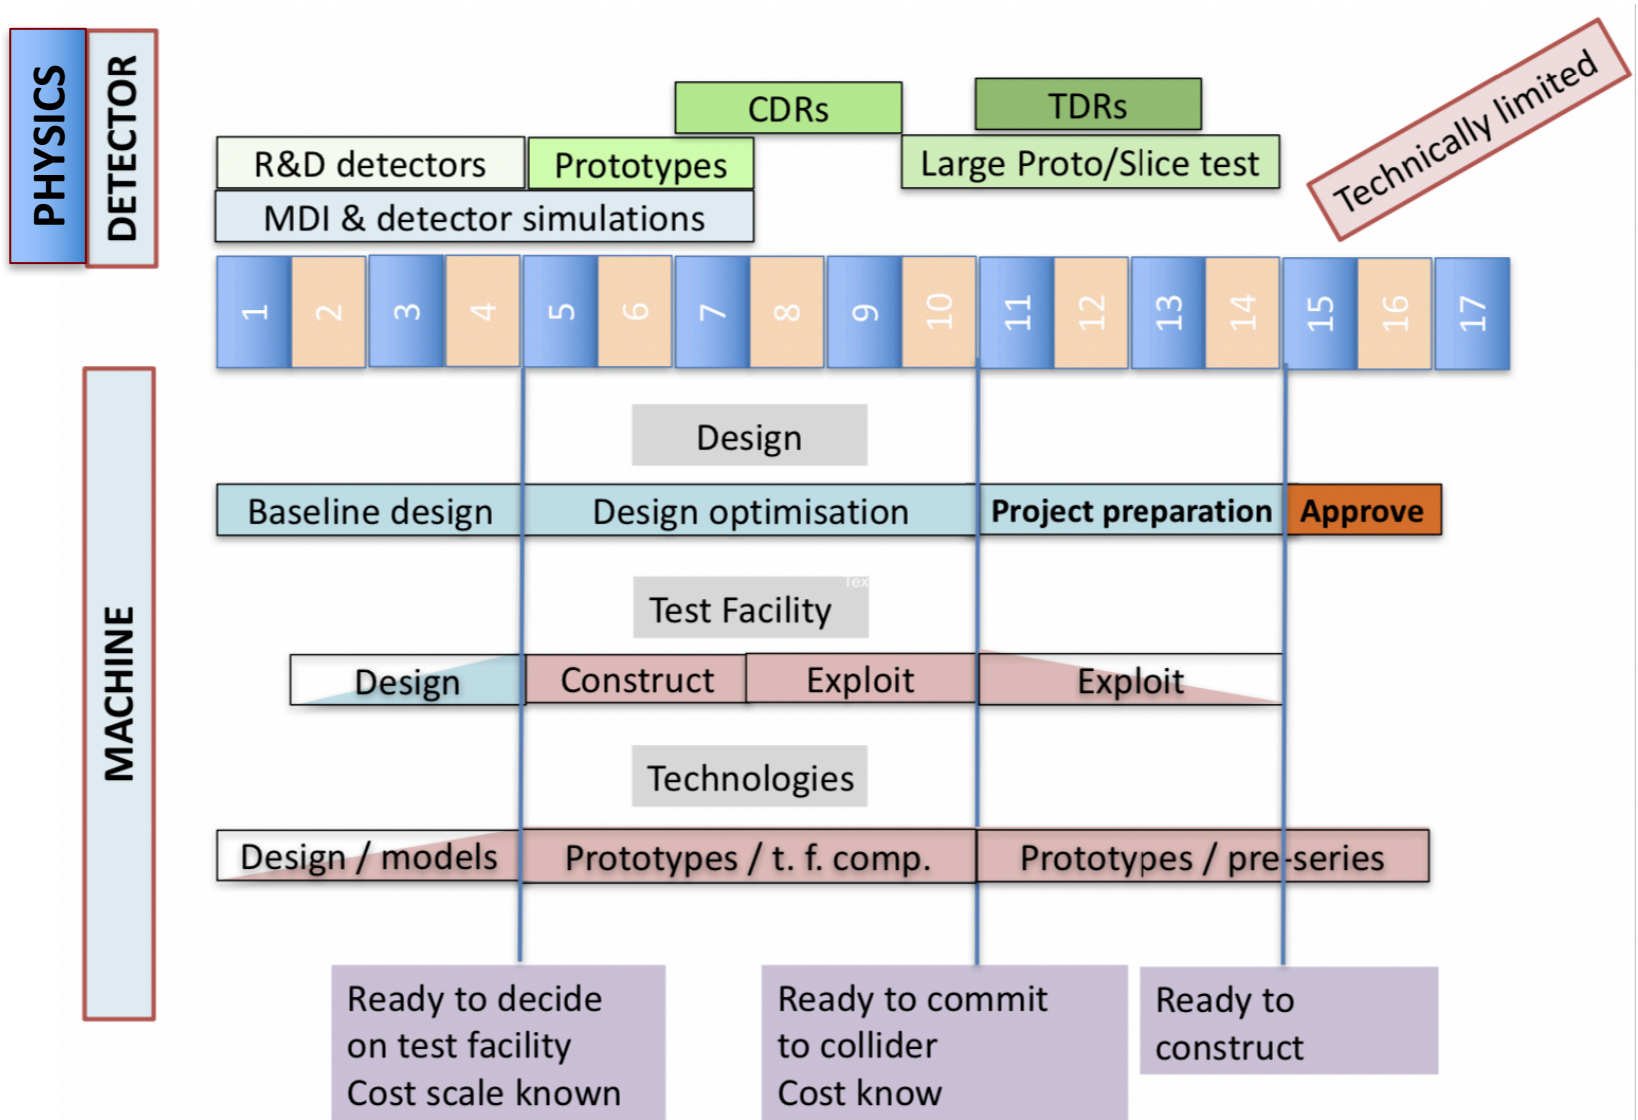 PHYSICS
DETECTOR
CDRs
TDRs
Technically limited
R&D detectors
Prototypes
Large Proto/Slice test
MDI & detector simulations
1 2 3 4 5 6 7 8 9 10 11 12 13 14 15 16 17
MACHINE
Design
Baseline design
Design optimisation
Project preparation
Approve
Tex
Test Facility
Design
Construct
Exploit
Exploit
Technologies
Design / models
Prototypes / t. f. comp.
Prototypes / pre-series
Ready to decide
on test facility
Cost scale known
Ready to commit
to collider
Cost know
Ready to
construct